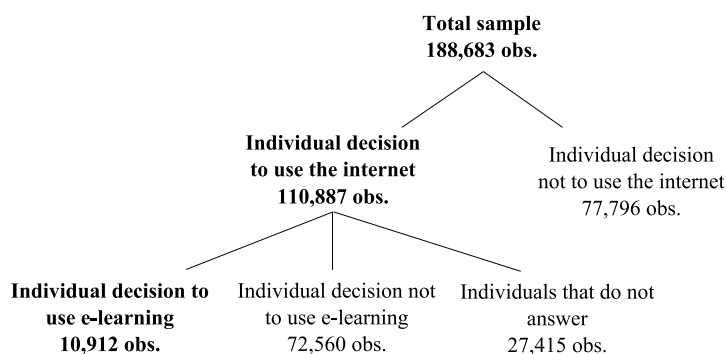 Total sample
188,683 obs.
Individual decision
to use the internet
110,887 obs.
Individual decision
not to use the internet
77,796 obs.
Individual decision to
use e-learning
10,912 obs.
Individual decision not
to use e-learning
72,560 obs.
Individuals that do not
answer
27,415 obs.